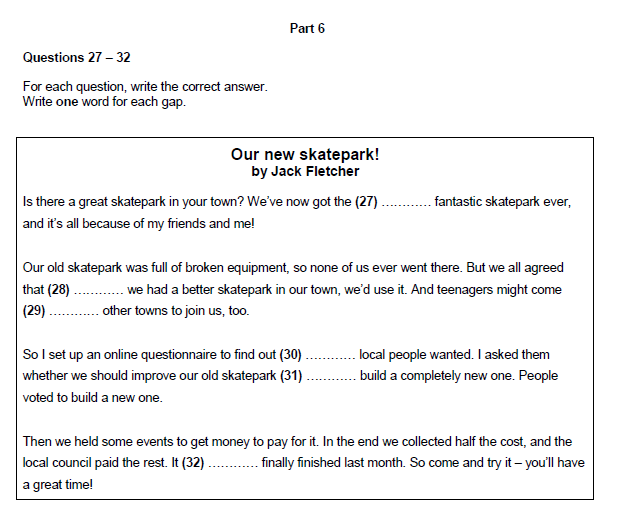 Part 6
Questions 27 – 32
For each question, write the correct answer.
Write one word for each gap.
Our new skatepark!
by Jack Fletcher
Is there a great skatepark in your town? We've now got the (27) ............ fantastic skatepark ever,
and it's all because of my friends and me!
Our old skatepark was full of broken equipment, so none of us ever went there. But we all agreed
that (28) ............ we had a better skatepark in our town, we'd use it. And teenagers might come
(29) ............ other towns to join us, too.
So I set up an online questionnaire to find out (30) ............ local people wanted. I asked them
whether we should improve our old skatepark (31) ............ build a completely new one. People
voted to build a new one.
Then we held some events to get money to pay for it. In the end we collected half the cost, and the
local council paid the rest. It (32) ............ finally finished last month. So come and try it – you'll have
a great time!